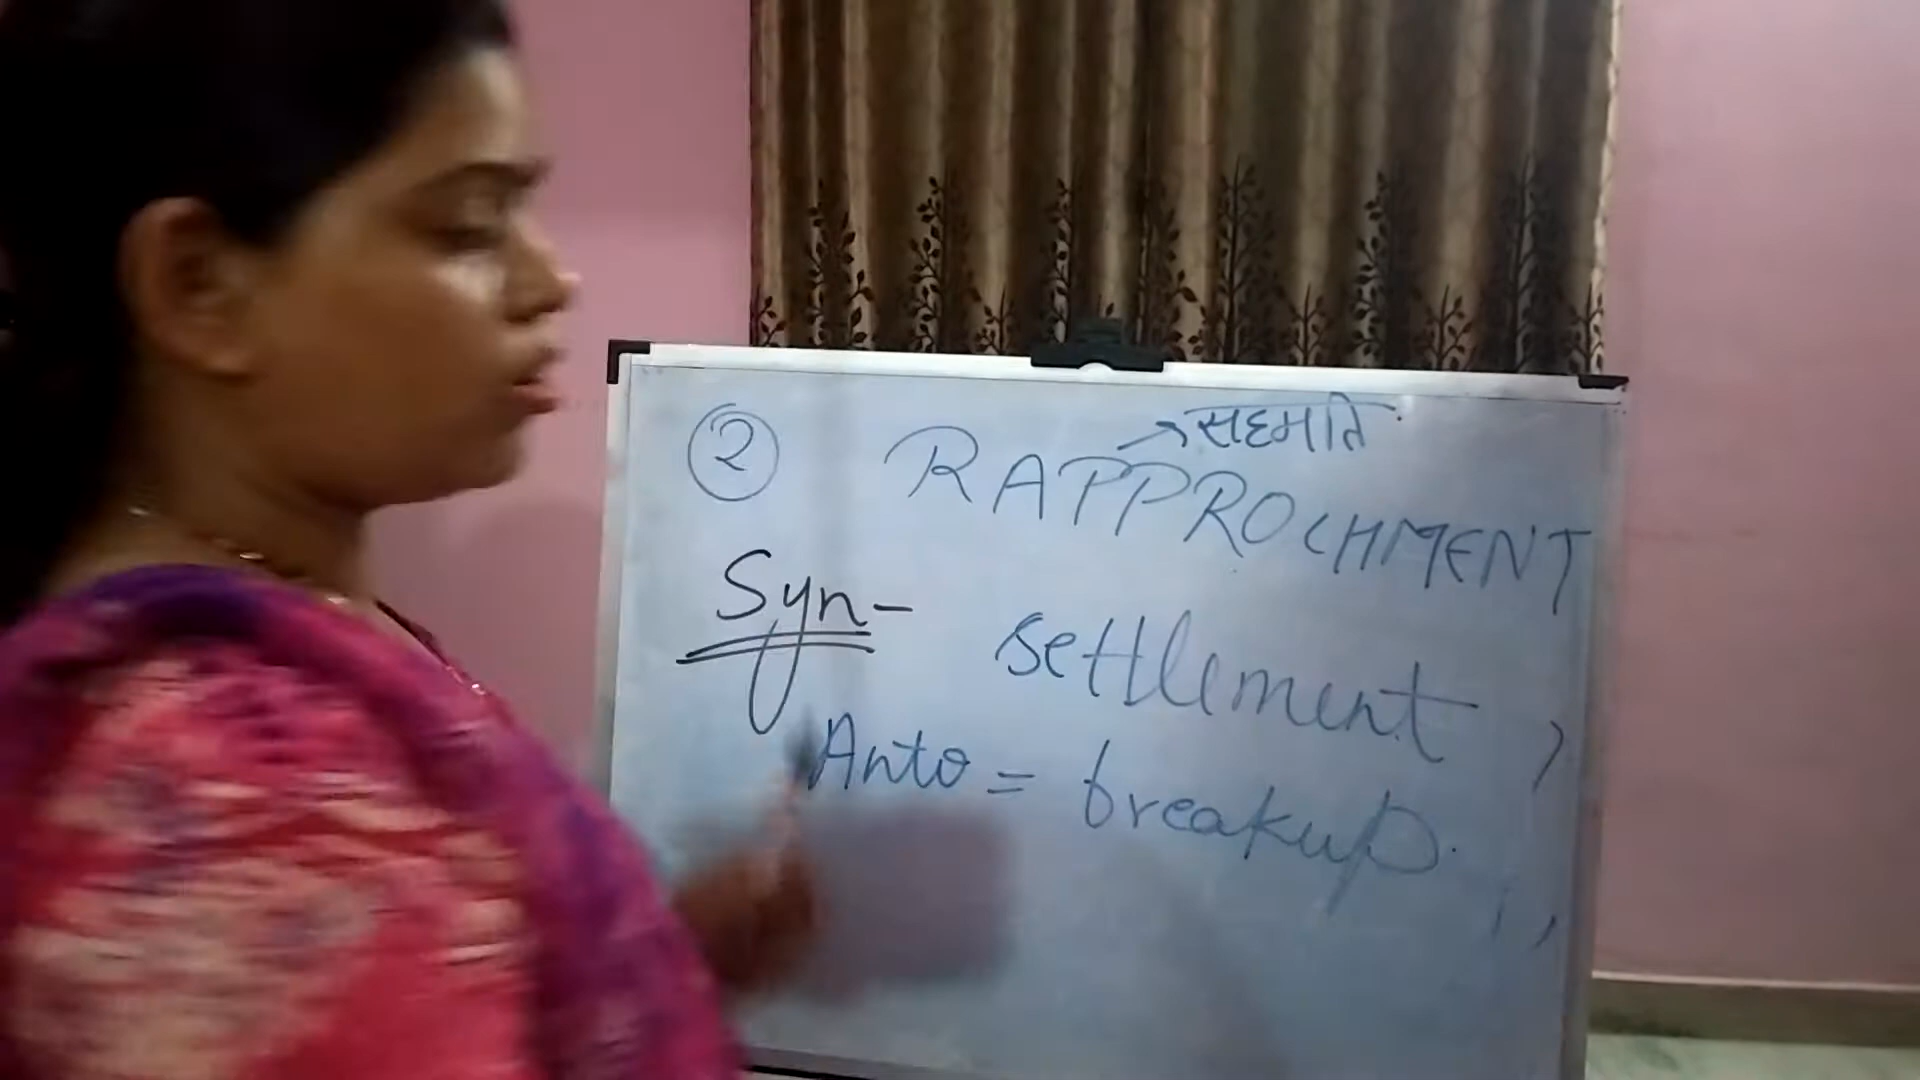 सहमति
② RAPPROCHMENT
Syn- settlement,
Anto = breakup.